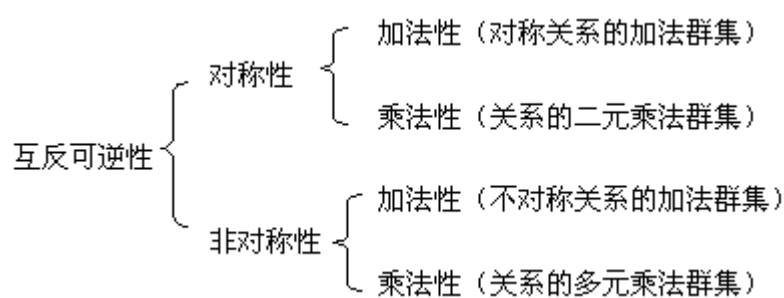 加法性（对称关系的加法群集）
对称性
乘法性（关系的二元乘法群集）
互反可逆性
加法性（不对称关系的加法群集）
非对称性
乘法性（关系的多元乘法群集）